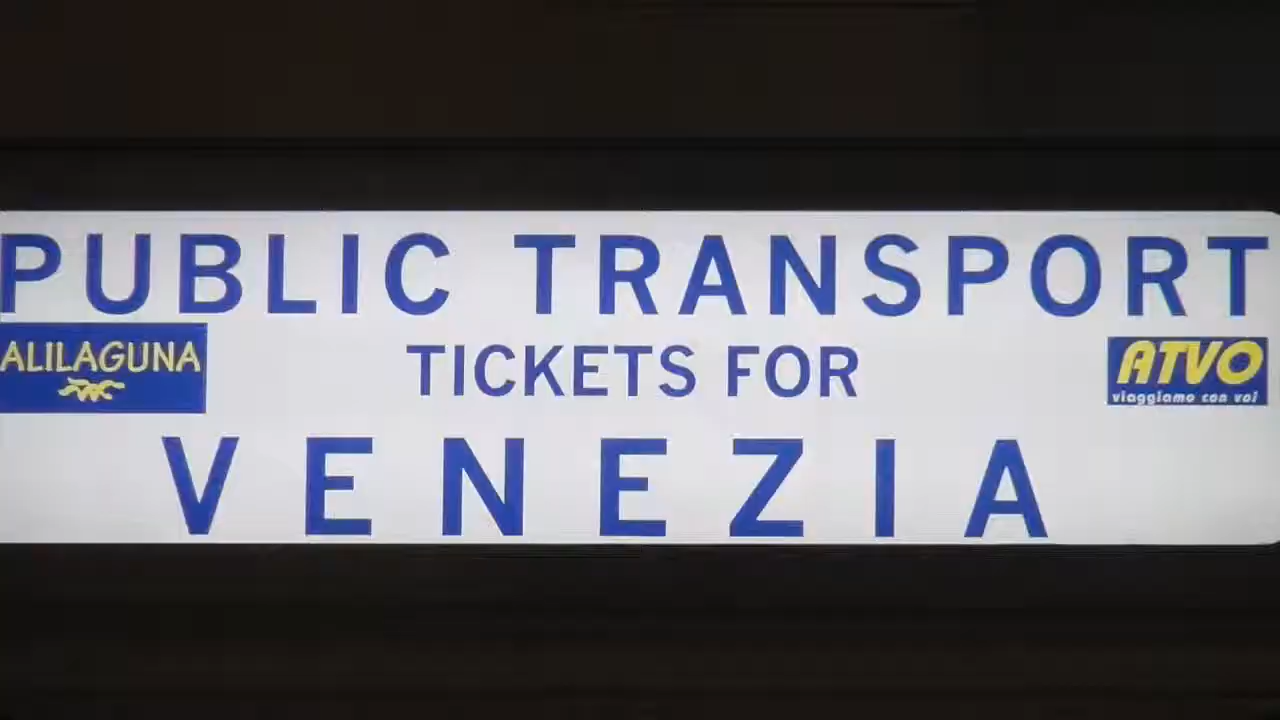 PUBLIC TRANSPORT
ALILAGUNA
TICKETS FOR
ATVO
viaggiamo con voi
VENEZIA